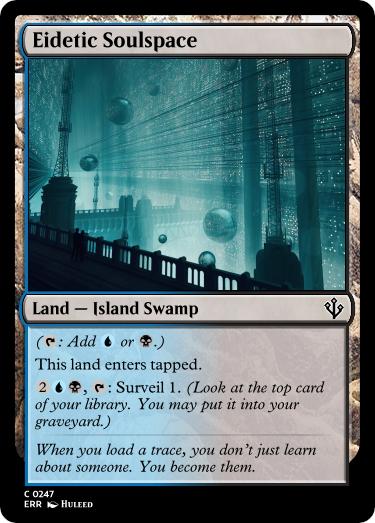 Eidetic Soulspace
Land — Island Swamp
(: Add or .)
This land enters tapped.
2 , : Surveil 1. (Look at the top card
of your library. You may put it into your
graveyard.)
When you load a trace, you don't just learn
about someone. You become them.
C 0247
ERR Huleed